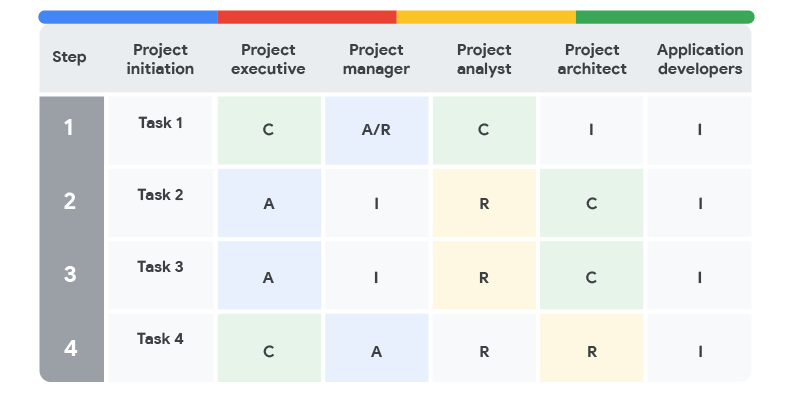 Step
Project initiation
Project executive
Project manager
Project analyst
Project architect
Application developers
1 Task 1 C A/R C I I
2 Task 2 A I R C I
3 Task 3 A I R C I
4 Task 4 C A R R I